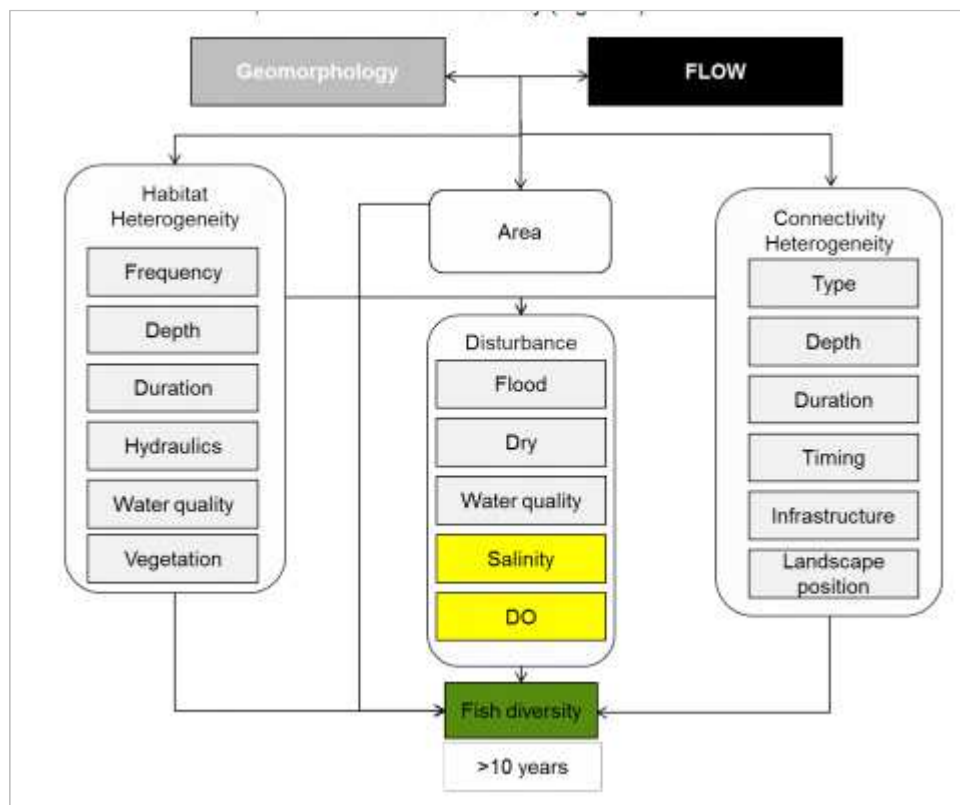 Geomorphology
FLOW
Habitat
Heterogeneity
Frequency
Depth
Duration
Hydraulics
Water quality
Vegetation
Area
Disturbance
Flood
Dry
Water quality
Salinity
DO
Connectivity
Heterogeneity
Type
Depth
Duration
Timing
Infrastructure
Landscape
position
Fish diversity
>10 years